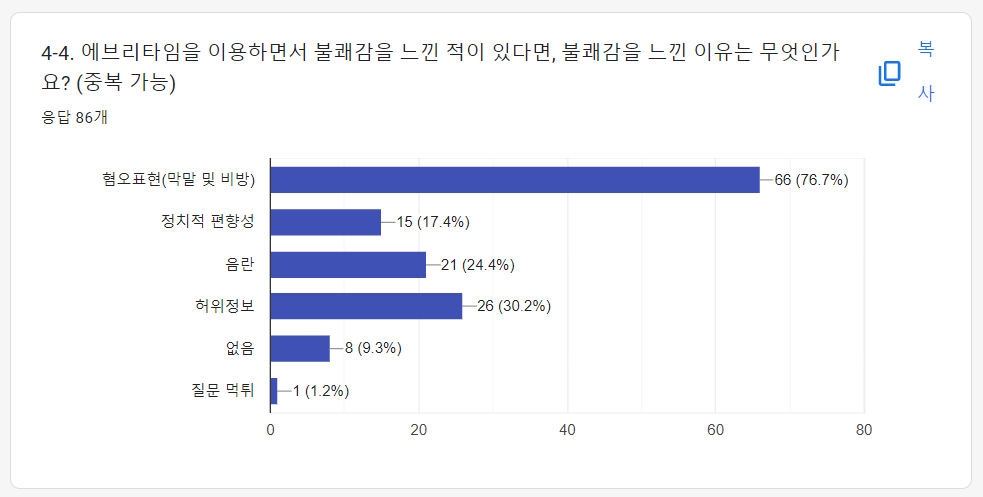 4-4. 에브리타임을 이용하면서 불쾌감을 느낀 적이 있다면, 불쾌감을 느낀 이유는 무엇인가
요? (중복 가능)
복
사
응답 86개
혐오표현(막말 및 비방)
66 (76.7%)
정치적 편향성
15 (17.4%)
음란
21 (24.4%)
허위정보
26 (30.2%)
없음
8 (9.3%)
질문 먹튀
1 (1.2%)
0 20 40 60 80